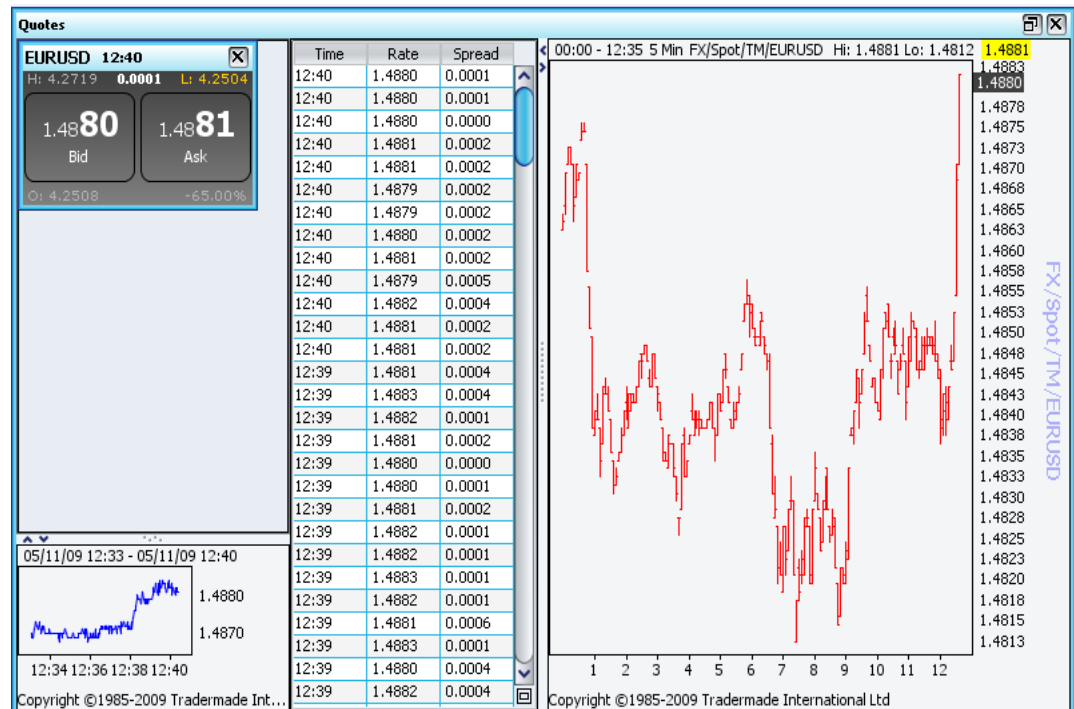 Quotes
EURUSD 12:40
H: 4.2719 0.0001 L: 4.2504
1.4880 1.4881
Bid Ask
O: 4.2508 -65.00%
05/11/09 12:33 - 05/11/09 12:40
1.4880
1.4870
12:34 12:36 12:38 12:40
Copyright ©1985-2009 Tradermade Int...
Time Rate Spread
12:40 1.4880 0.0001
12:40 1.4880 0.0001
12:40 1.4880 0.0000
12:40 1.4881 0.0002
12:40 1.4881 0.0002
12:40 1.4879 0.0002
12:40 1.4879 0.0002
12:40 1.4880 0.0002
12:40 1.4881 0.0002
12:40 1.4879 0.0005
12:40 1.4882 0.0004
12:40 1.4881 0.0002
12:40 1.4881 0.0002
12:39 1.4881 0.0004
12:39 1.4883 0.0004
12:39 1.4882 0.0001
12:39 1.4881 0.0002
12:39 1.4880 0.0000
12:39 1.4880 0.0001
12:39 1.4881 0.0002
12:39 1.4882 0.0001
12:39 1.4882 0.0001
12:39 1.4883 0.0001
12:39 1.4882 0.0001
12:39 1.4881 0.0006
12:39 1.4883 0.0001
12:39 1.4880 0.0004
12:39 1.4882 0.0004
00:00 - 12:35 5 Min FX/Spot/TM/EURUSD Hi: 1.4881 Lo: 1.4812 1.4881
1.4883
1.4880
1.4878
1.4875
1.4873
1.4870
1.4868
1.4865
1.4863
1.4860
1.4858
1.4855
1.4853
1.4850
1.4848
1.4845
1.4843
1.4840
1.4838
1.4835
1.4833
1.4830
1.4828
1.4825
1.4823
1.4820
1.4818
1.4815
1.4813
FX/Spot/TM/EURUSD
1 2 3 4 5 6 7 8 9 10 11 12
Copyright ©1985-2009 Tradermade International Ltd